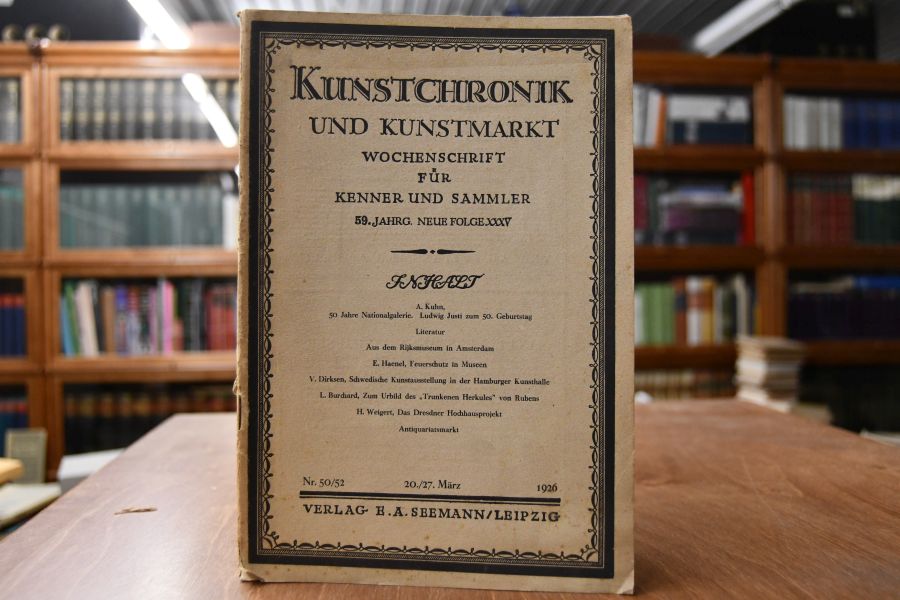 KUNSTCHRONIK
UND KUNSTMARKT
WOCHENSCHRIFT
FÜR
KENNER UND SAMMLER
59. JAHRG. NEUE FOLGE. XXXV
INHALT
A. Kuhn,
50 Jahre Nationalgalerie. Ludwig Justi zum 50. Geburtstag
Literatur
Aus dem Rijksmuseum in Amsterdam
E. Haenel, Feuerschutz in Museen
V. Dirksen, Schwedische Kunstausstellung in der Hamburger Kunsthalle
L. Burchard, Zum Urbild des „Trunkenen Herkules" von Rubens
H. Weigert, Das Dresdner Hochhausprojekt
Antiquariatsmarkt
Nr. 50/52 20./27. März 1926
VERLAG E. A. SEEMANN/LEIPZIG